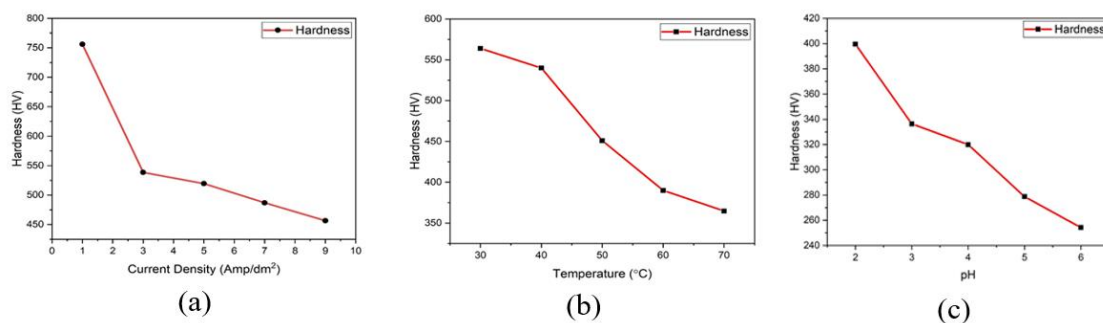 800
750
700
650
600
550
500
450
Hardness (HV)
Hardness
0 1 2 3 4 5 6 7 8 9 10
Current Density (Amp/dm²)
(a)
600
550
500
450
400
350
Hardness (HV)
Hardness
30 40 50 60 70
Temperature (°C)
(b)
420
400
380
360
340
320
300
280
260
240
Hardness (HV)
Hardness
2 3 4 5 6
pH
(c)